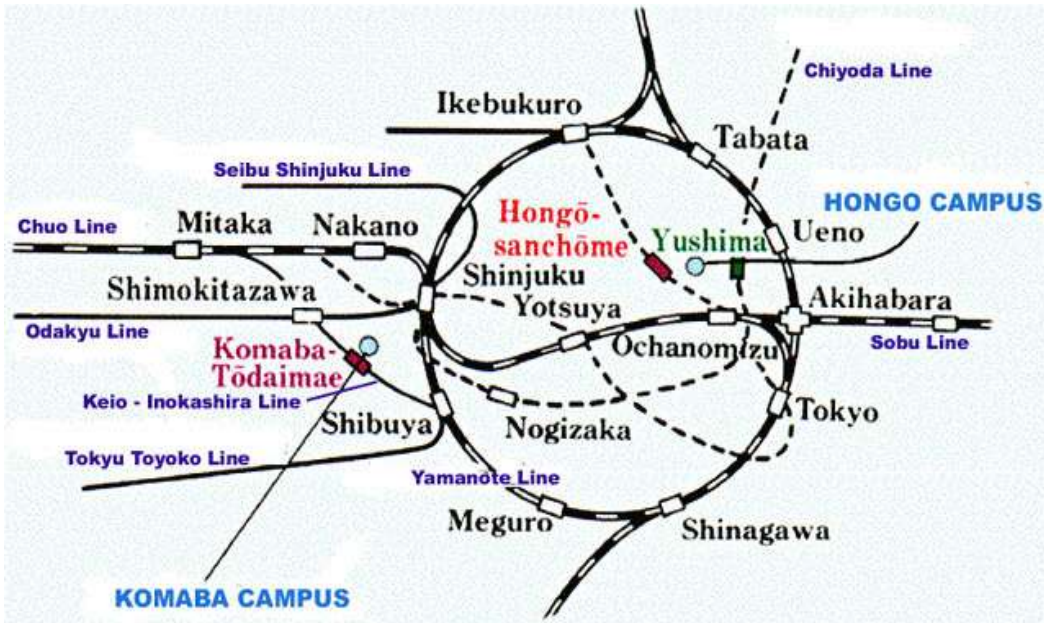 Ikebukuro
Chiyoda Line
Tabata
Seibu Shinjuku Line
HONGO CAMPUS
Hongō-
sanchōme
Yushima
Ueno
Chuo Line
Mitaka
Nakano
Shinjuku
Shimokitazawa
Yotsuya
Akihabara
Odakyu Line
Ochanomizu
Sobu Line
Komaba-
Tōdaimae
Keio - Inokashira Line
Shibuya
Nogizaka
Tokyo
Tokyu Toyoko Line
Yamanote Line
Meguro
Shinagawa
KOMABA CAMPUS